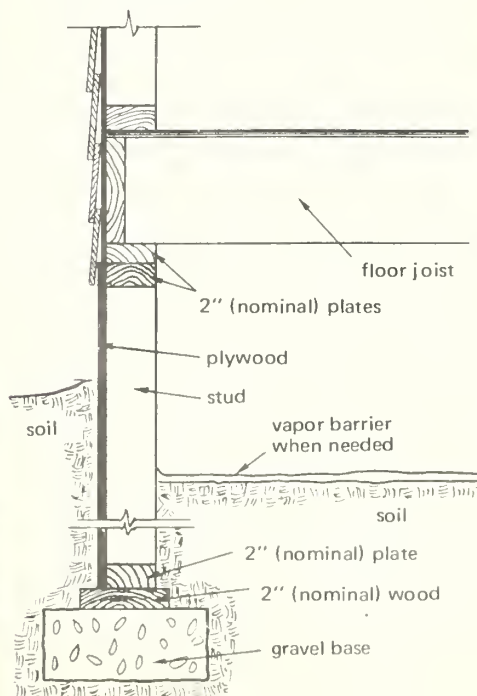 floor joist
2" (nominal) plates
plywood
stud
soil
vapor barrier
when needed
soil
2" (nominal) plate
2" (nominal) wood
gravel base